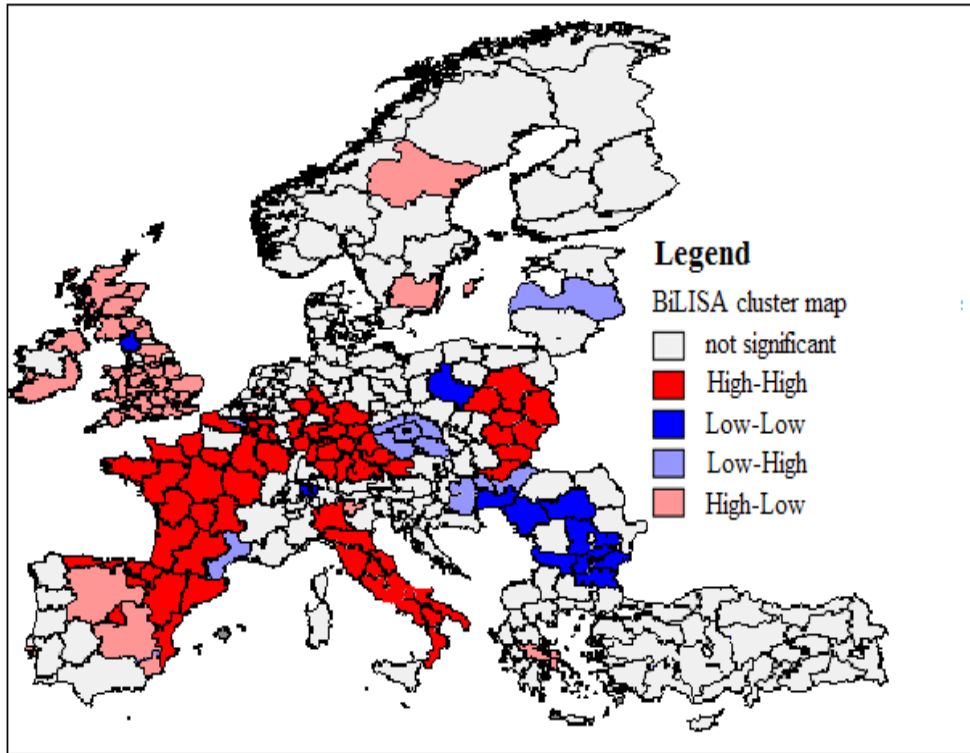 Legend
BiLISA cluster map
not significant
High-High
Low-Low
Low-High
High-Low